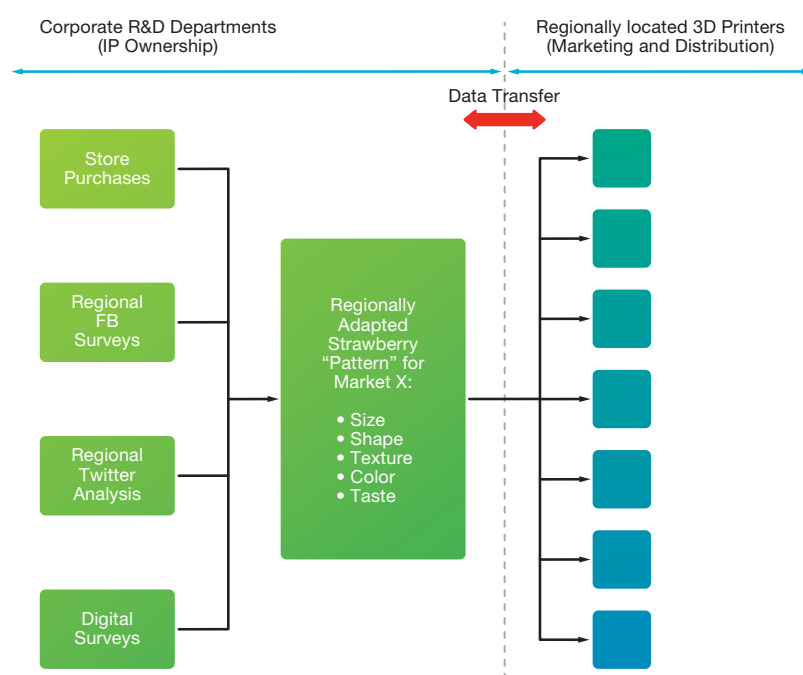 Corporate R&D Departments
(IP Ownership)
Regionally located 3D Printers
(Marketing and Distribution)
Data Transfer
Store
Purchases
Regional
FB
Surveys
Regional
Twitter
Analysis
Digital
Surveys
Regionally
Adapted
Strawberry
“Pattern” for
Market X:
• Size
• Shape
• Texture
• Color
• Taste